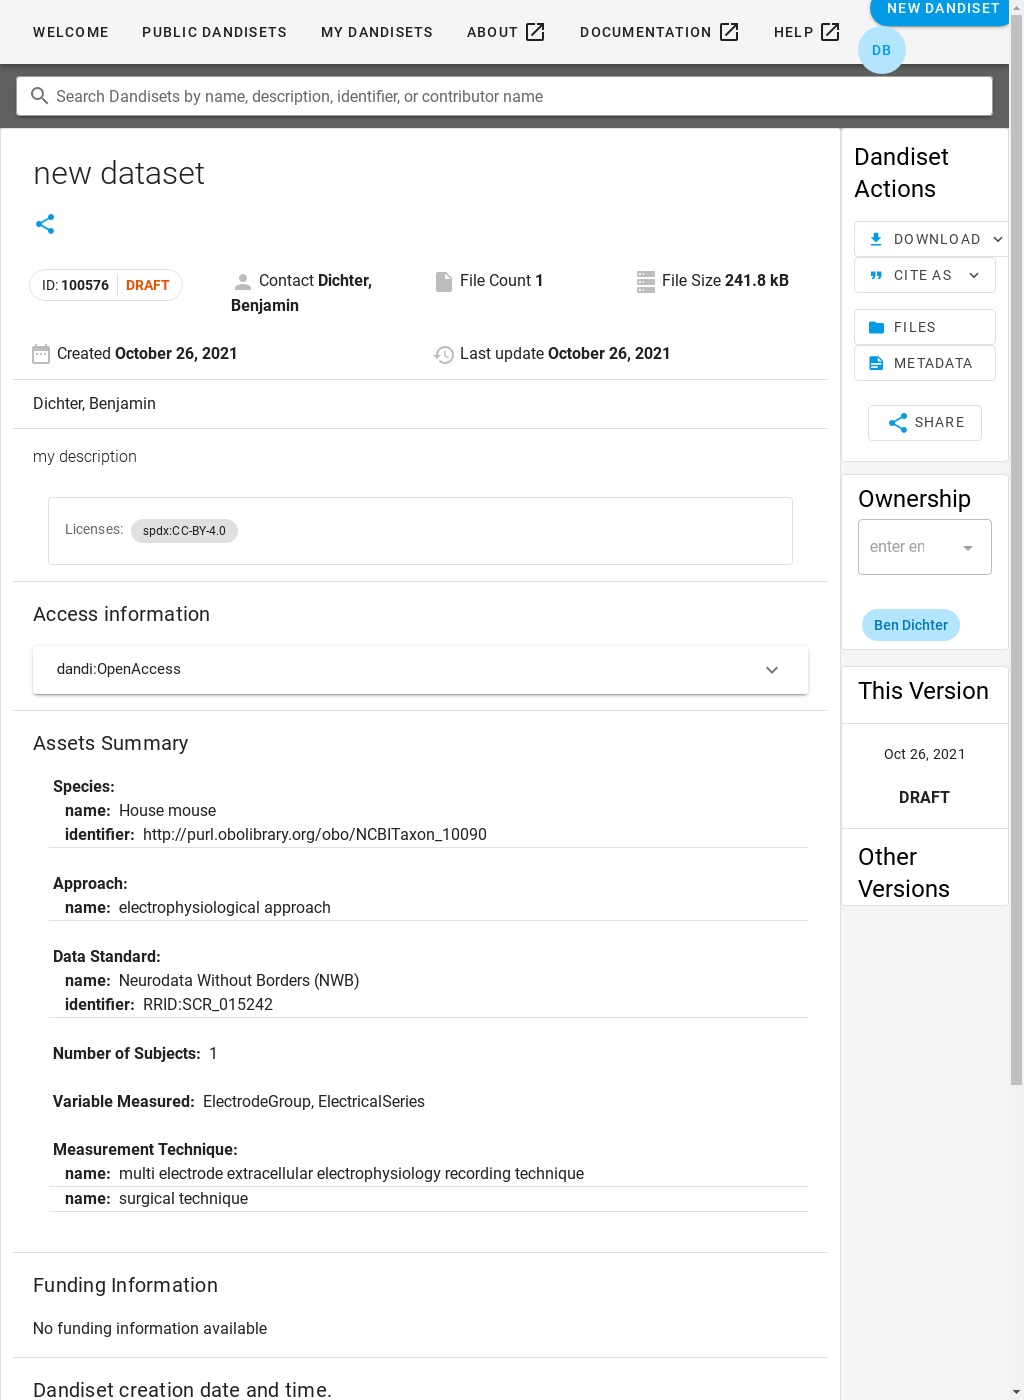 WELCOME PUBLIC DANDISETS MY DANDISETS ABOUT DOCUMENTATION HELP NEW DANDISET
DB
Search Dandisets by name, description, identifier, or contributor name
new dataset
ID: 100576 DRAFT
Contact Dichter, Benjamin
File Count 1
File Size 241.8 kB
Created October 26, 2021
Last update October 26, 2021
Dichter, Benjamin
my description
Licenses: spdx:CC-BY-4.0
Access information
dandi:OpenAccess
Assets Summary
Species:
name: House mouse
identifier: http://purl.obolibrary.org/obo/NCBITaxon_10090
Approach:
name: electrophysiological approach
Data Standard:
name: Neurodata Without Borders (NWB)
identifier: RRID:SCR_015242
Number of Subjects: 1
Variable Measured: ElectrodeGroup, ElectricalSeries
Measurement Technique:
name: multi electrode extracellular electrophysiology recording technique
name: surgical technique
Funding Information
No funding information available
Dandiset creation date and time.
Dandiset
Actions
DOWNLOAD
CITE AS
FILES
METADATA
SHARE
Ownership
enter en
Ben Dichter
This Version
Oct 26, 2021
DRAFT
Other
Versions